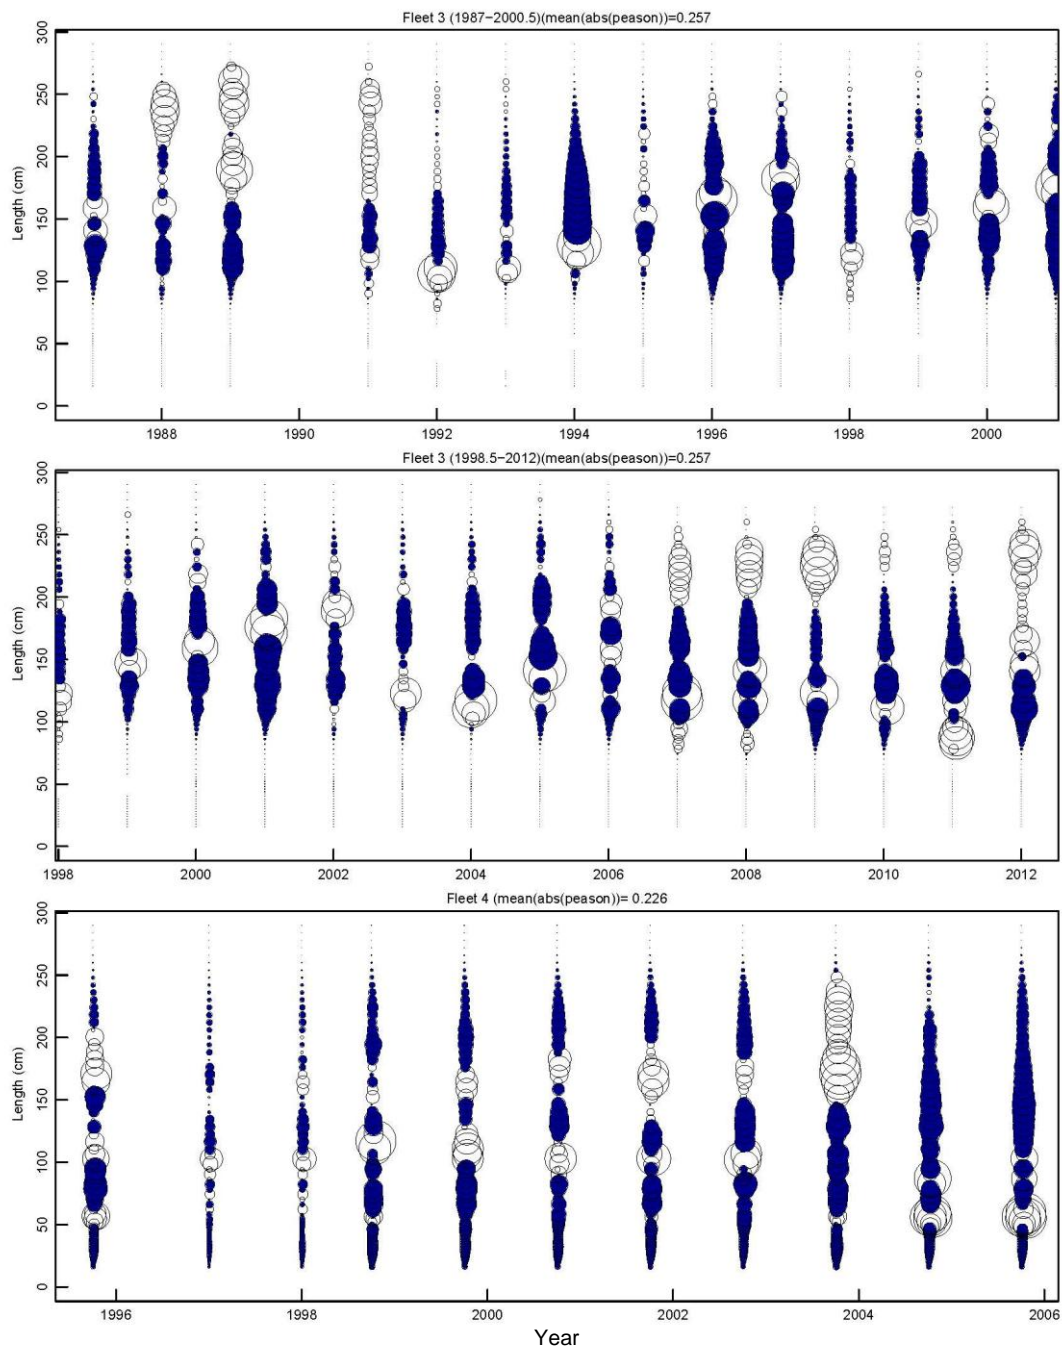 Fleet 3 (1987−2000.5)(mean(abs(peason))=0.257
300
250
200
150
100
50
0
Length (cm)
1988 1990 1992 1994 1996 1998 2000
Fleet 3 (1998.5−2012)(mean(abs(peason))=0.257
300
250
200
150
100
50
0
Length (cm)
1998 2000 2002 2004 2006 2008 2010 2012
Fleet 4 (mean(abs(peason))= 0.226
300
250
200
150
100
50
0
Length (cm)
1996 1998 2000 2002 2004 2006
Year